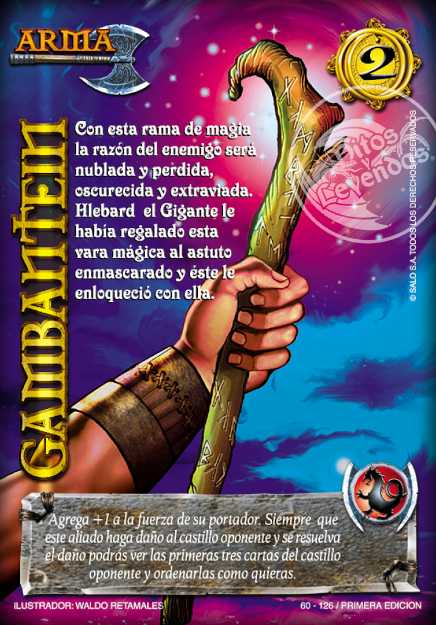 ARMA
2
GAMBANTEIN
Con esta rama de magia
la razón del enemigo será
nublada y perdida,
oscurecida y extraviada.
Hlebard el Gigante le
había regalado esta
vara mágica al astuto
enmascarado y éste le
enloqueció con ella.
© SALO S.A. TODOS LOS DERECHOS RESERVADOS
Agrega +1 a la fuerza de su portador. Siempre que
este aliado haga daño al castillo oponente y se resuelva
el daño podrás ver las primeras tres cartas del castillo
oponente y ordenarlas como quieras.
ILUSTRADOR: WALDO RETAMALES
60 - 126 / PRIMERA EDICION